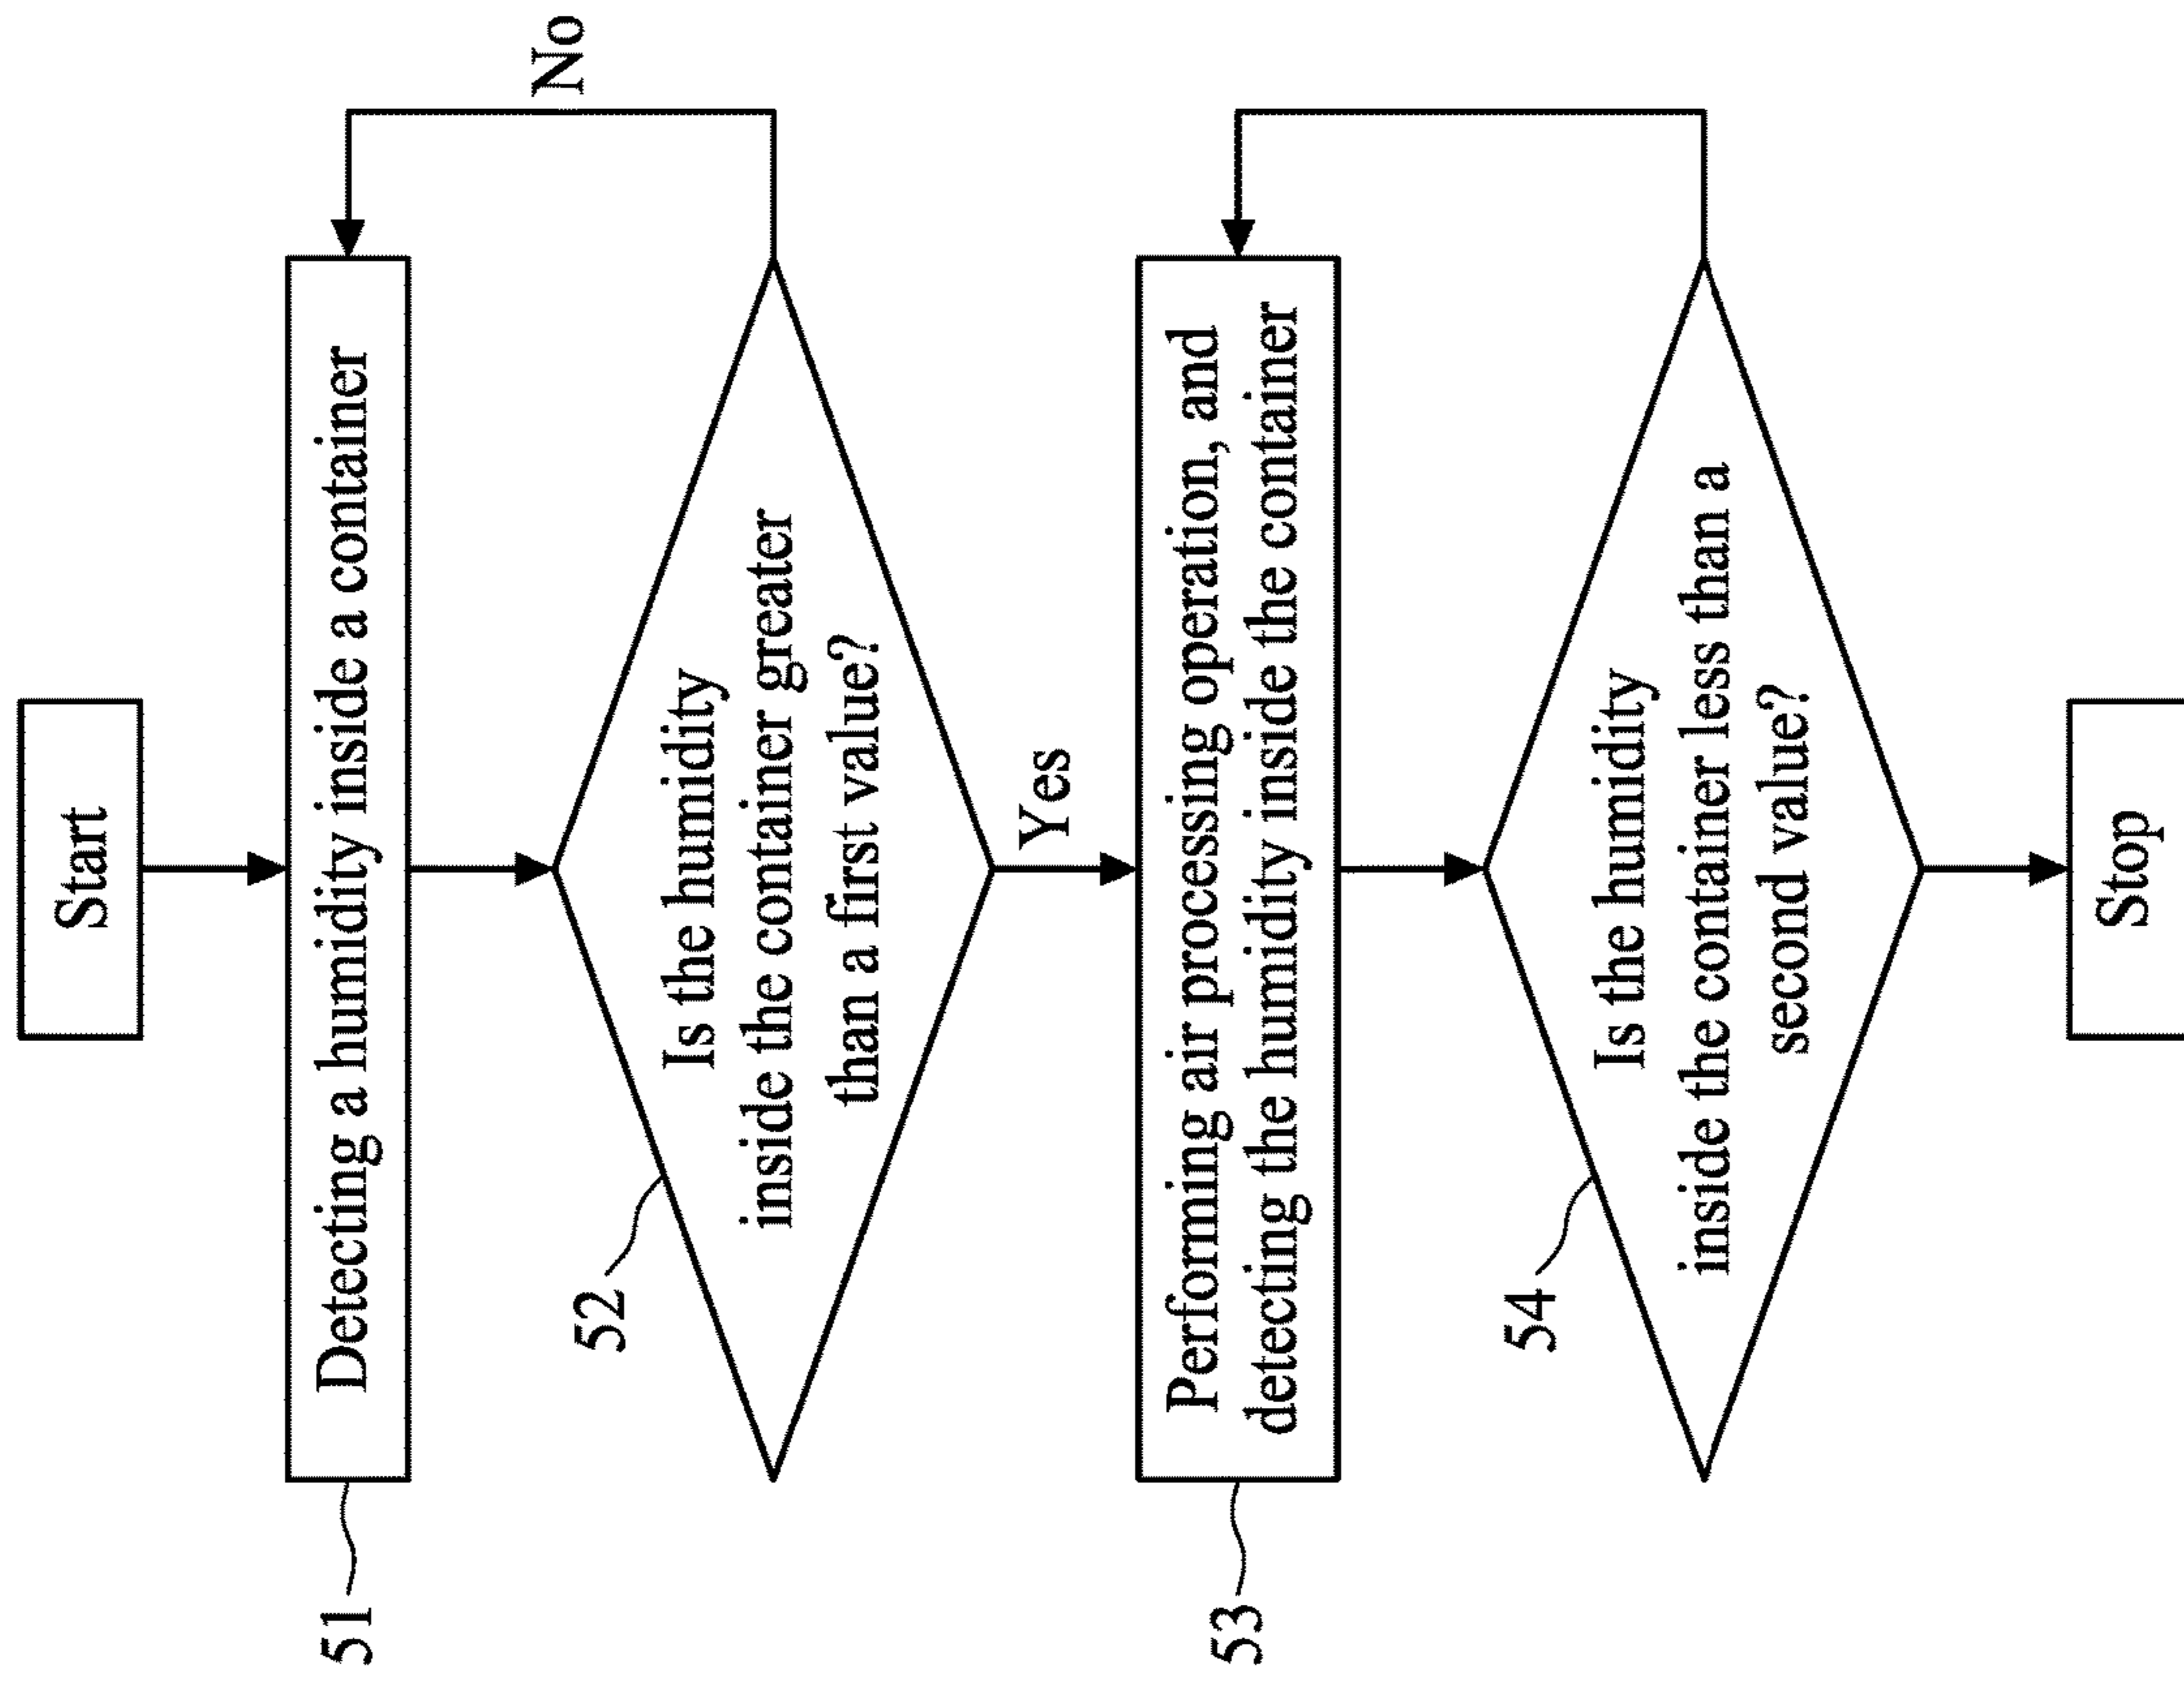 Start
51
Detecting a humidity inside a container
52
Is the humidity
inside the container greater
than a first value?
No
Yes
53
Performing air processing operation, and
detecting the humidity inside the container
54
Is the humidity
inside the container less than a
second value?
Stop